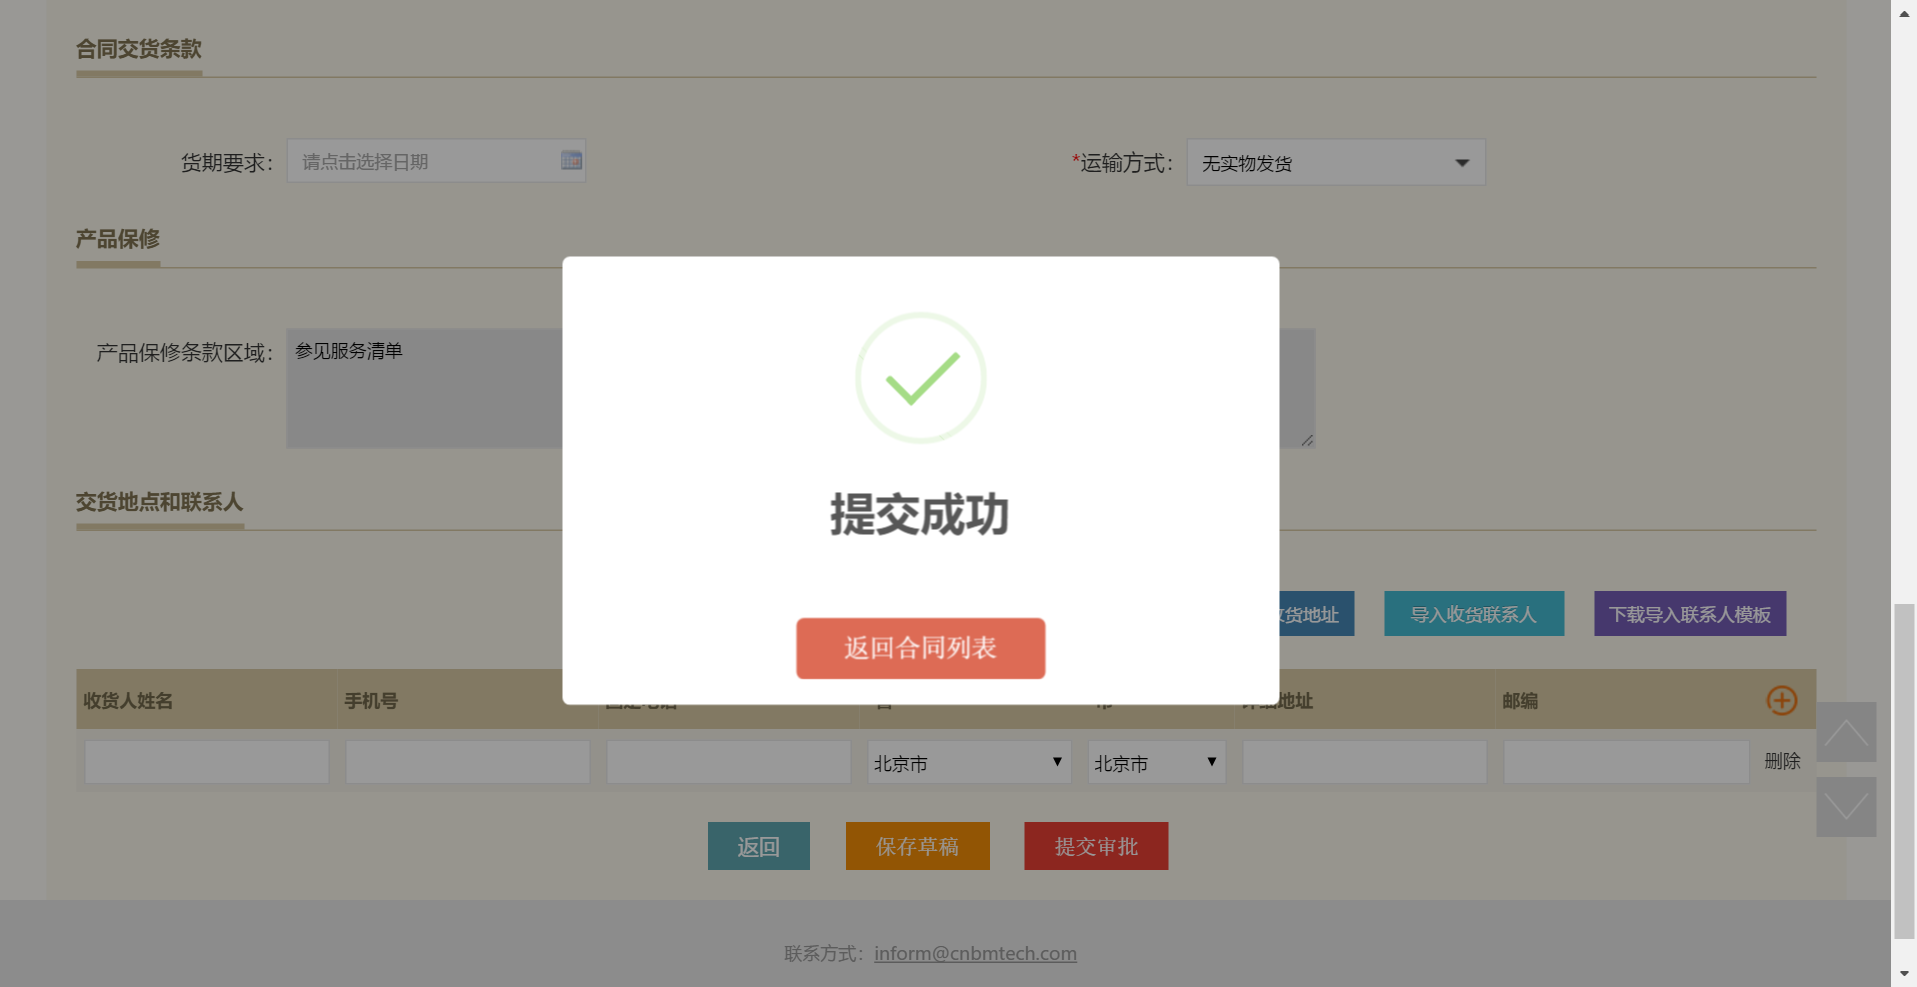 合同交货条款
货期要求： 请点击选择日期
*运输方式： 无实物发货
产品保修
产品保修条款区域： 参见服务清单
提交成功
返回合同列表
交货地点和联系人
收货地址 导入收货联系人 下载导入联系人模板
收货人姓名 手机号 详细地址 邮编
北京市 北京市 删除
返回 保存草稿 提交审批
联系方式： inform@cnbmtech.com